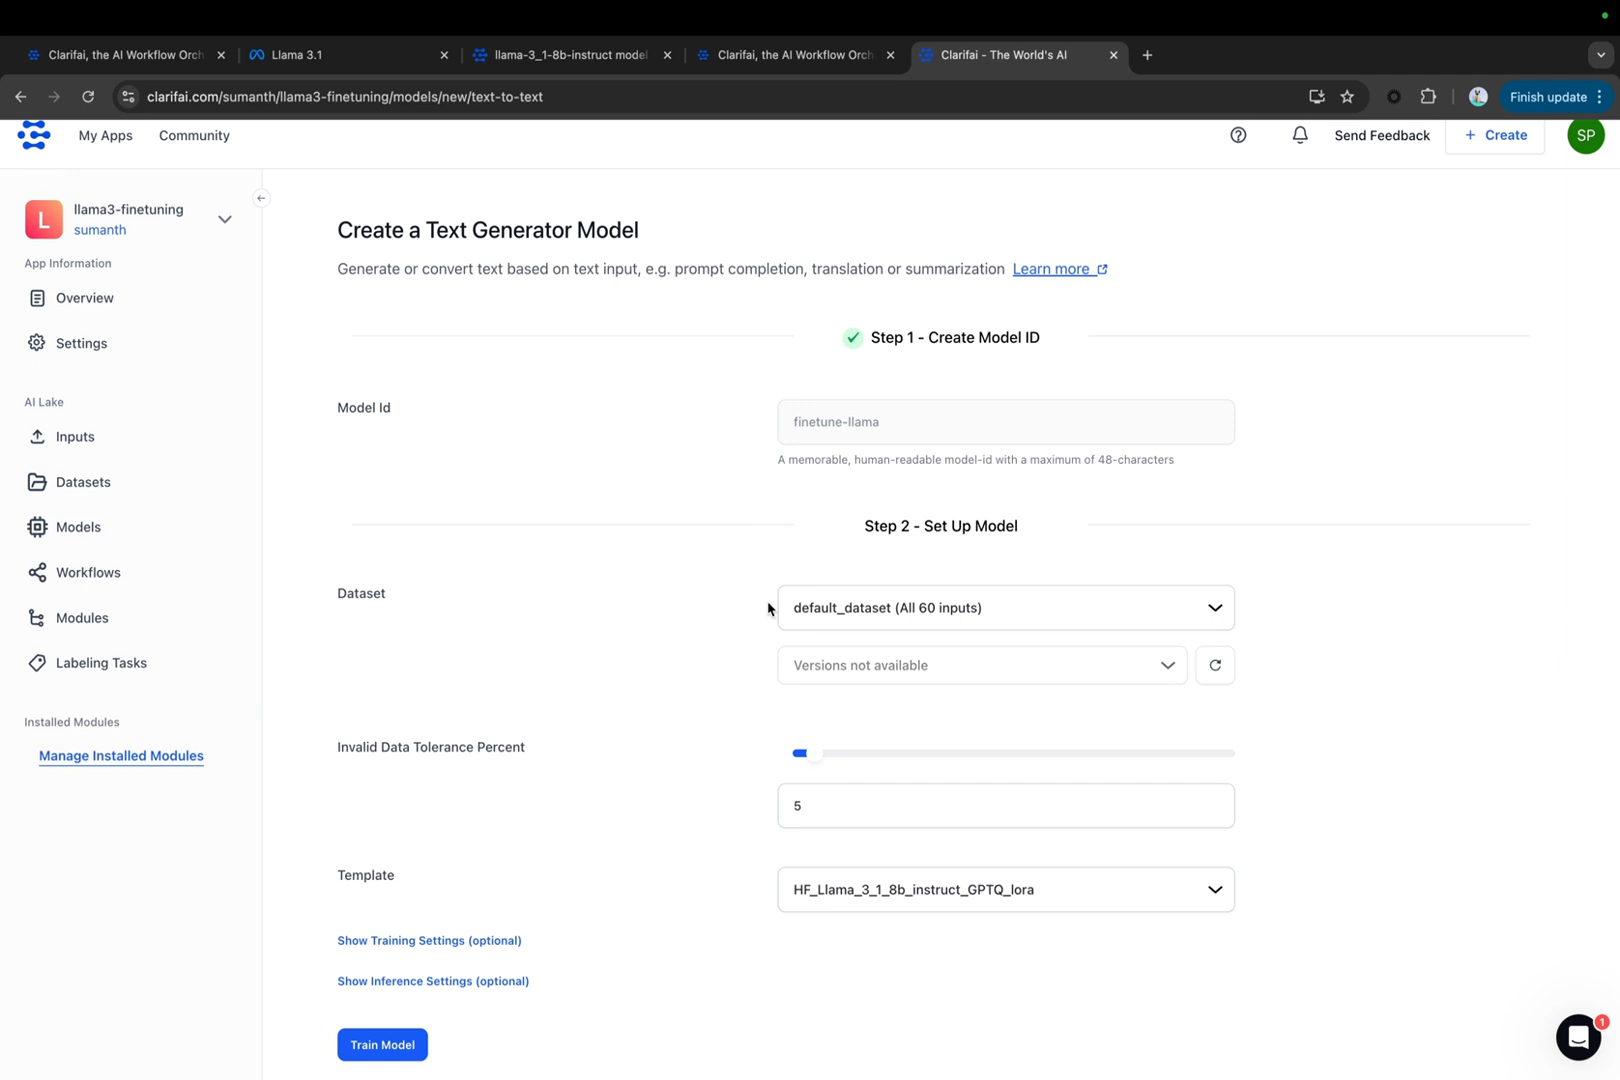 Clarifai, the AI Workflow Orch
Llama 3.1
llama-3_1-8b-instruct model
Clarifai, the AI Workflow Orch
Clarifai - The World's AI
clarifai.com/sumanth/llama3-finetuning/models/new/text-to-text
Finish update
My Apps
Community
Send Feedback
+ Create
SP
L
llama3-finetuning
sumanth
App Information
Overview
Settings
AI Lake
Inputs
Datasets
Models
Workflows
Modules
Labeling Tasks
Installed Modules
Manage Installed Modules
Create a Text Generator Model
Generate or convert text based on text input, e.g. prompt completion, translation or summarization Learn more
Step 1 - Create Model ID
Model Id
finetune-llama
A memorable, human-readable model-id with a maximum of 48-characters
Step 2 - Set Up Model
Dataset
default_dataset (All 60 inputs)
Versions not available
Invalid Data Tolerance Percent
5
Template
HF_Llama_3_1_8b_instruct_GPTQ_lora
Show Training Settings (optional)
Show Inference Settings (optional)
Train Model
1